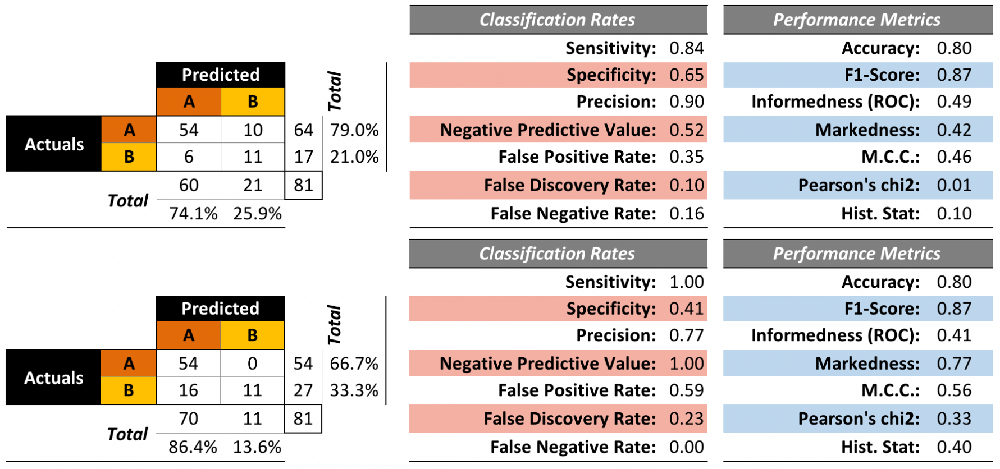 Classification Rates Performance Metrics
Sensitivity: 0.84 Accuracy: 0.80
Predicted Total Specificity: 0.65 F1-Score: 0.87
A B Precision: 0.90 Informedness (ROC): 0.49
Actuals A 54 10 64 79.0% Negative Predictive Value: 0.52 Markedness: 0.42
B 6 11 17 21.0% False Positive Rate: 0.35 M.C.C.: 0.46
Total 60 21 81 False Discovery Rate: 0.10 Pearson's chi2: 0.01
74.1% 25.9% False Negative Rate: 0.16 Hist. Stat: 0.10
Classification Rates Performance Metrics
Sensitivity: 1.00 Accuracy: 0.80
Predicted Total Specificity: 0.41 F1-Score: 0.87
A B Precision: 0.77 Informedness (ROC): 0.41
Actuals A 54 0 54 66.7% Negative Predictive Value: 1.00 Markedness: 0.77
B 16 11 27 33.3% False Positive Rate: 0.59 M.C.C.: 0.56
Total 70 11 81 False Discovery Rate: 0.23 Pearson's chi2: 0.33
86.4% 13.6% False Negative Rate: 0.00 Hist. Stat: 0.40